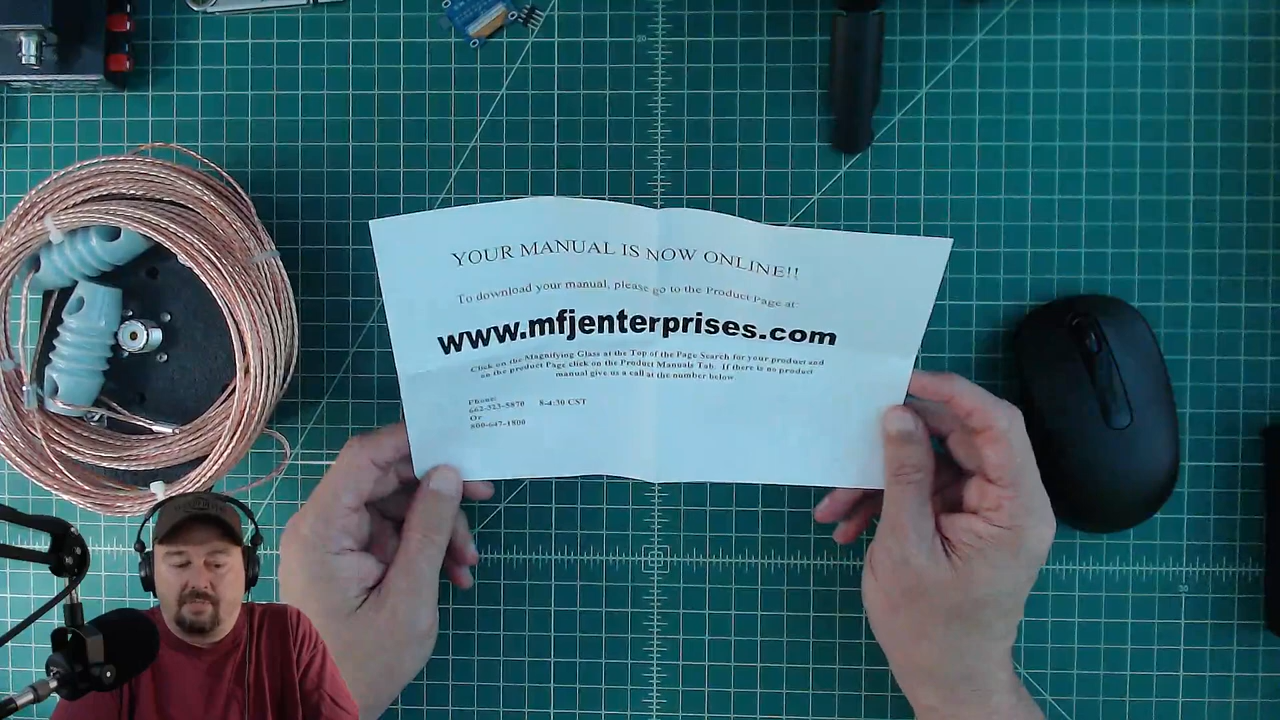 YOUR MANUAL IS NOW ONLINE!!
To download your manual, please go to the Product Page at
www.mfjenterprises.com
Click on the Magnifying Glass at the Top of the Page Search for your product and
on the product Page click on the Product Manuals Tab. If there is no product
manual give us a call at the number below
Phone:
662-323-5870 8-4:30 CST
Or
800-647-1800
20
30